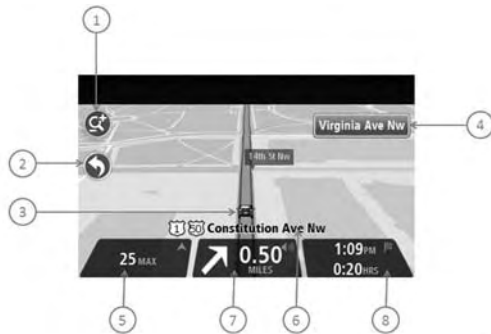 1
2
3
4
5
6
7
8
Virginia Ave Nw
14th St Nw
1 50 Constitution Ave Nw
25 MAX
0.50
MILES
1:09PM
0:20HRS